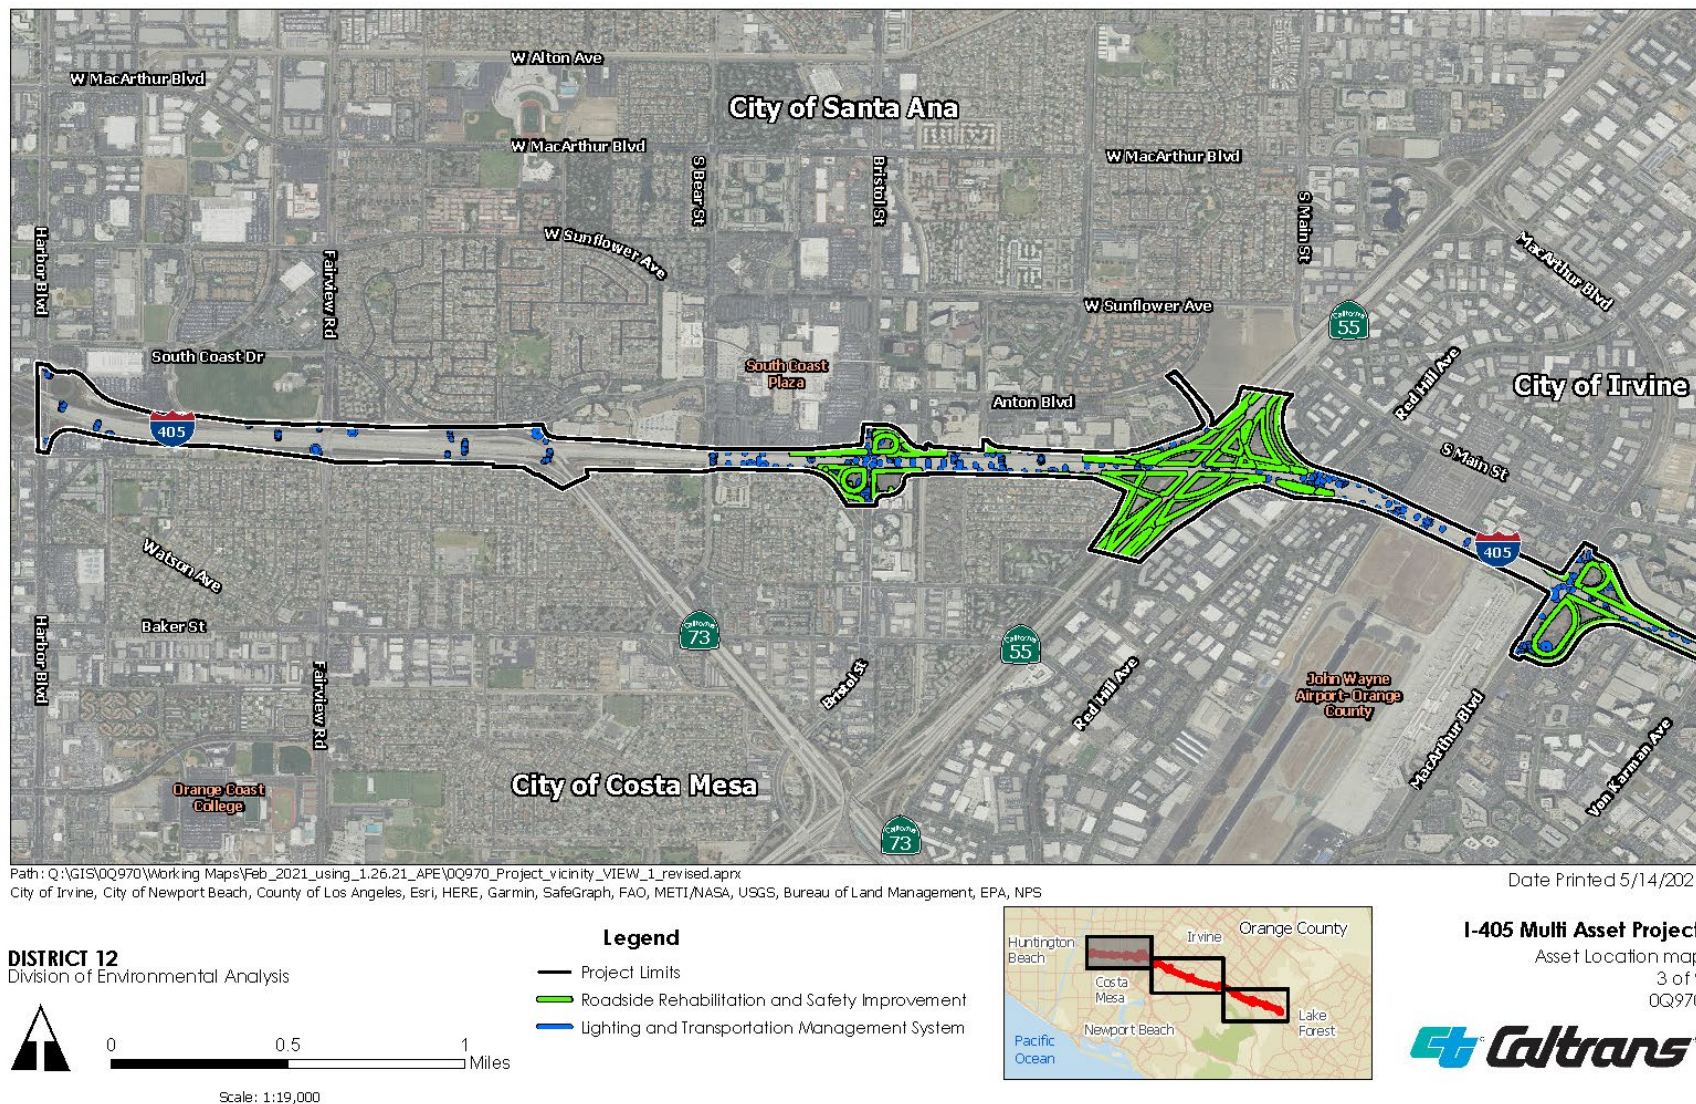 W Alton Ave
W MacArthur Blvd
City of Santa Ana
W MacArthur Blvd
W MacArthur Blvd
S Bear St
Bristol St
S Main St
Harbor Blvd
Fairview Rd
W Sunflower Ave
MacArthur Blvd
W Sunflower Ave
California
55
South Coast Dr
South Coast
Plaza
Red Hill Ave
City of Irvine
Anton Blvd
405
S Main St
405
Watson Ave
Baker St
Harbor Blvd
Fairview Rd
California
73
California
55
Bristol St
Red Hill Ave
John Wayne
Airport- Orange
County
MacArthur Blvd
Von Karman Ave
Orange Coast
College
City of Costa Mesa
California
73
Path: Q:\GIS\0Q970\Working Maps\Feb_2021_using_1.26.21_APE\0Q970_Project_vicinity_VIEW_1_revised.aprx
City of Irvine, City of Newport Beach, County of Los Angeles, Esri, HERE, Garmin, SafeGraph, FAO, METI/NASA, USGS, Bureau of Land Management, EPA, NPS
Date Printed 5/14/202
DISTRICT 12
Division of Environmental Analysis
0 0.5 1
Miles
Scale: 1:19,000
Legend
Project Limits
Roadside Rehabilitation and Safety Improvement
Lighting and Transportation Management System
Huntington
Beach
Irvine
Orange County
Costa
Mesa
Newport Beach
Lake
Forest
Pacific
Ocean
I-405 Multi Asset Project
Asset Location map
3 of
0Q970
ct Caltrans